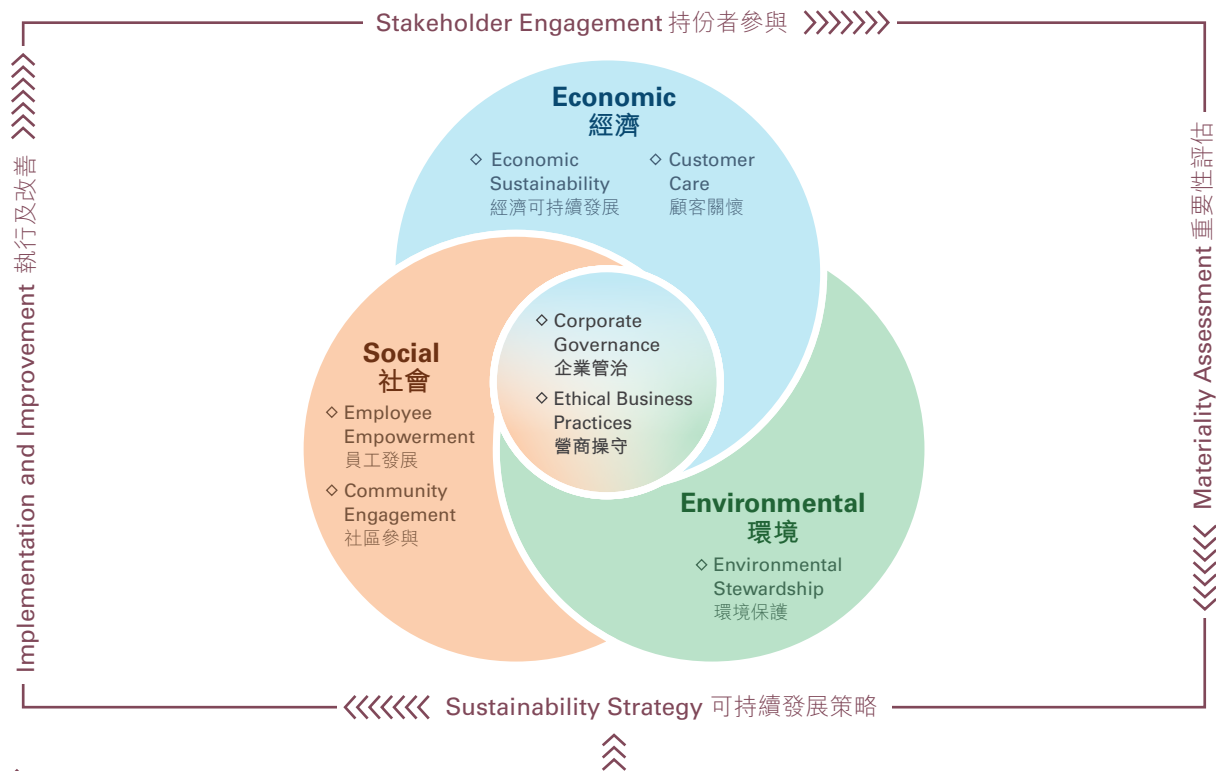 Stakeholder Engagement 持份者參與
Economic
經濟
◇ Economic
Sustainability
經濟可持續發展
◇ Customer
Care
顧客關懷
Social
社會
◇ Employee
Empowerment
員工發展
◇ Community
Engagement
社區參與
◇ Corporate
Governance
企業管治
◇ Ethical Business
Practices
營商操守
Environmental
環境
◇ Environmental
Stewardship
環境保護
Materiality Assessment 重要性評估
Sustainability Strategy 可持續發展策略
Implementation and Improvement 執行及改善